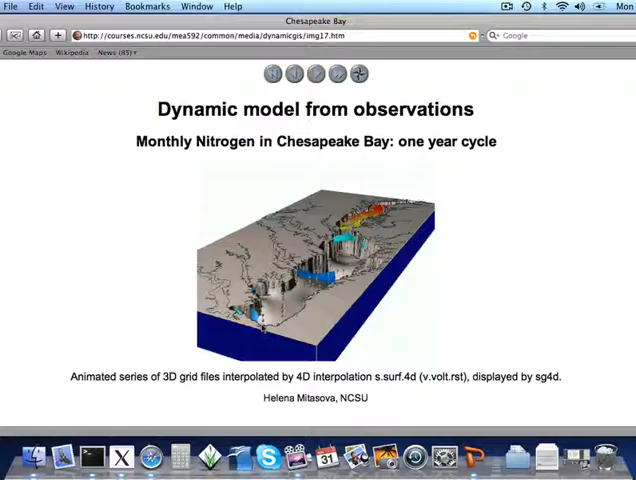 File Edit View History Bookmarks Window Help Mon
Chesapeake Bay
http://courses.ncsu.edu/mea592/common/media/dynamicgis/img17.htm Google
Google Maps Wikipedia News (85)
Dynamic model from observations
Monthly Nitrogen in Chesapeake Bay: one year cycle
Animated series of 3D grid files interpolated by 4D interpolation s.surf.4d (v.volt.rst), displayed by sg4d.
Helena Mitasova, NCSU
31